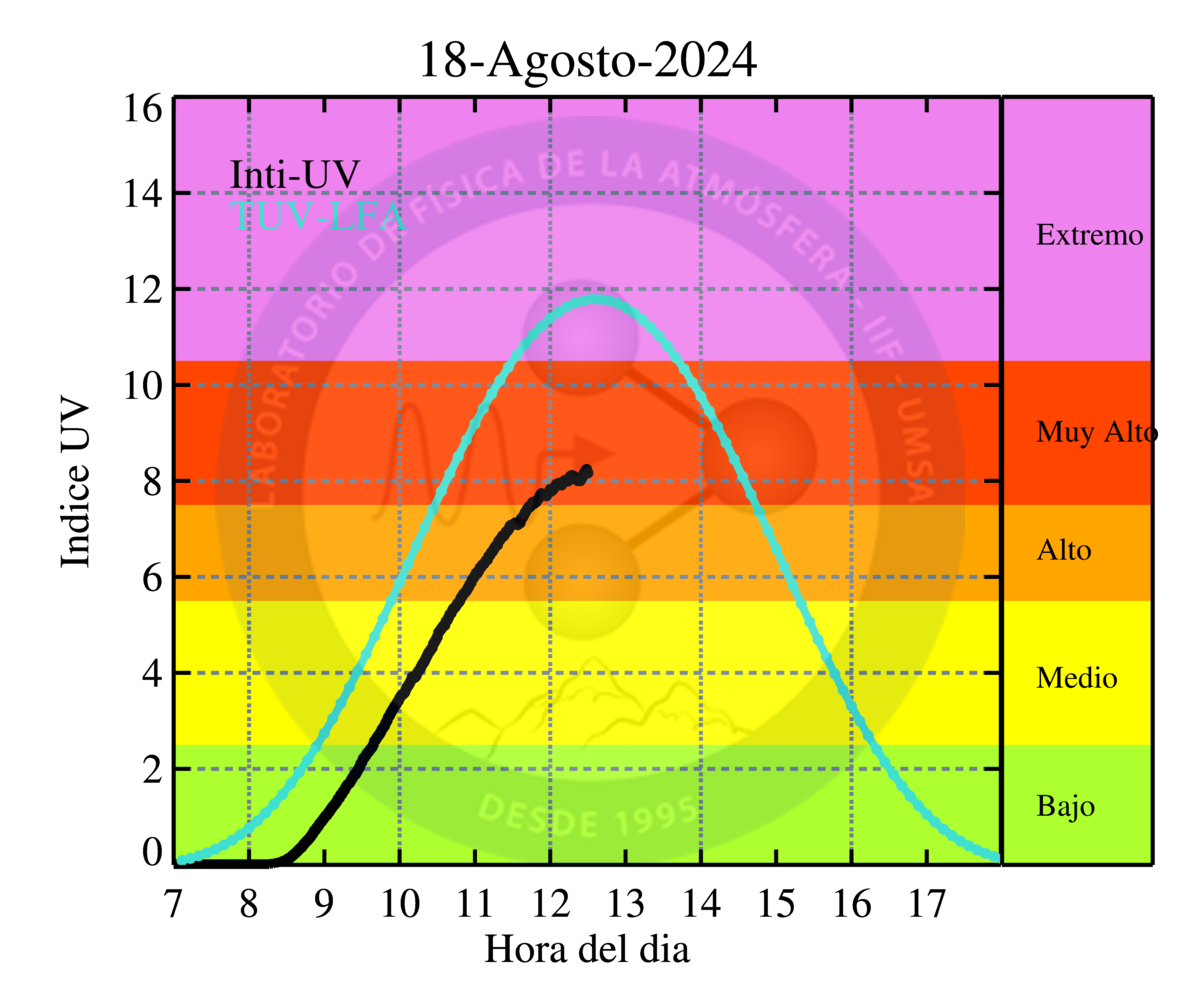 18-Agosto-2024
16
14
12
10
8
6
4
2
0
Indice UV
Inti-UV
TUV-LFA
LABORATORIO DE FÍSICA DE LA ATMÓSFERA - IIF - UMSA
DESDE 1995
Extremo
Muy Alto
Alto
Medio
Bajo
7 8 9 10 11 12 13 14 15 16 17
Hora del dia